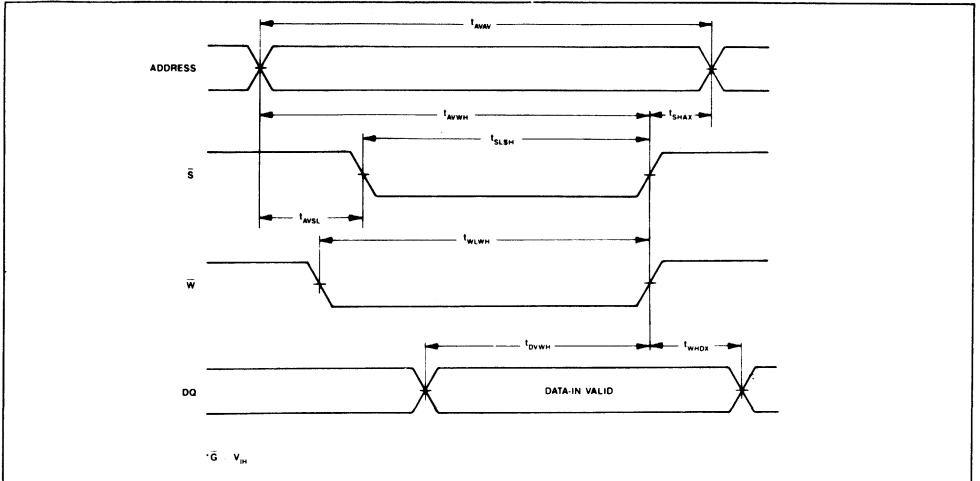 tAVAV
ADDRESS
tAVWH
tSHAX
tSLSH
S̅
tAVSL
tWLWH
W̅
tDVWH
tWHDX
DQ
DATA-IN VALID
*G̅ VIH